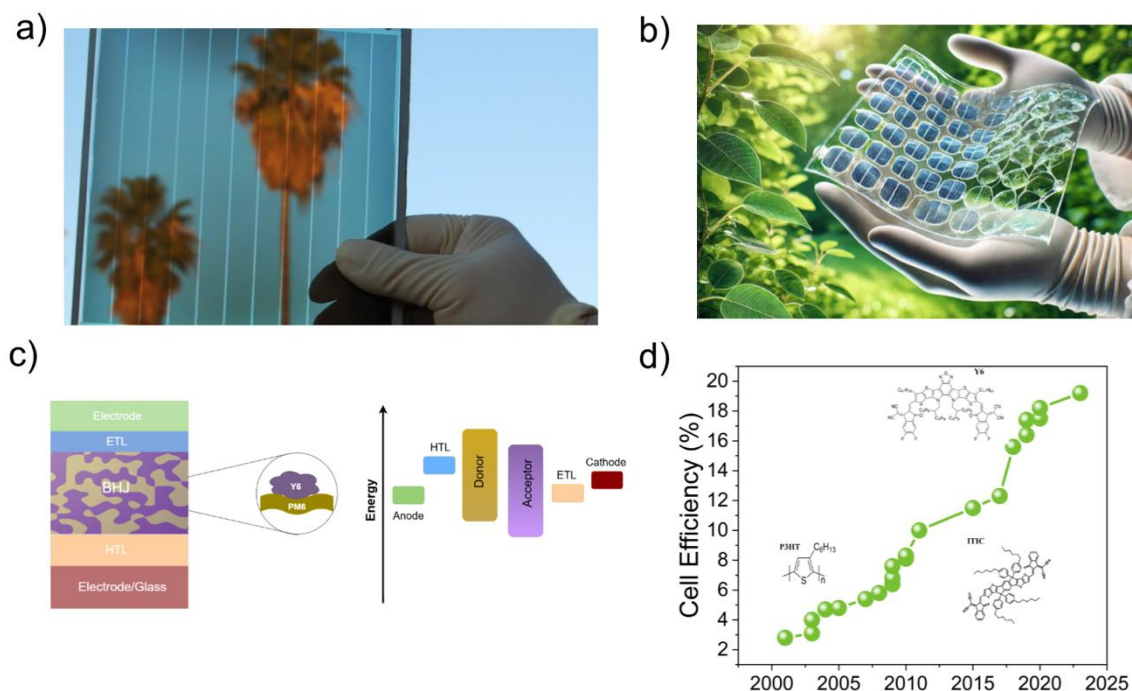 a)
b)
c)
Electrode
ETL
BHJ
HTL
Electrode/Glass
Y6
PM6
Energy
Anode
HTL
Donor
Acceptor
ETL
Cathode
d)
Cell Efficiency (%)
20
18
16
14
12
10
8
6
4
2
2000 2005 2010 2015 2020 2025
P3HT
C₆H₁₃
S
n
Y6
ITIC